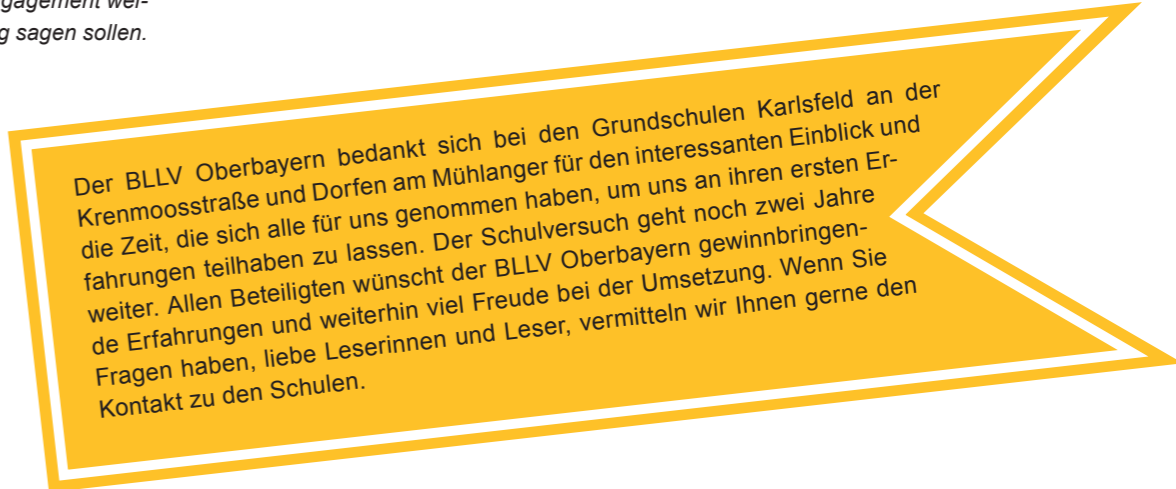 gagement wei-
g sagen sollen.
Der BLLV Oberbayern bedankt sich bei den Grundschulen Karlsfeld an der
Krenmoosstraße und Dorfen am Mühlanger für den interessanten Einblick und
die Zeit, die sich alle für uns genommen haben, um uns an ihren ersten Er-
fahrungen teilhaben zu lassen. Der Schulversuch geht noch zwei Jahre
weiter. Allen Beteiligten wünscht der BLLV Oberbayern gewinnbringen-
de Erfahrungen und weiterhin viel Freude bei der Umsetzung. Wenn Sie
Fragen haben, liebe Leserinnen und Leser, vermitteln wir Ihnen gerne den
Kontakt zu den Schulen.